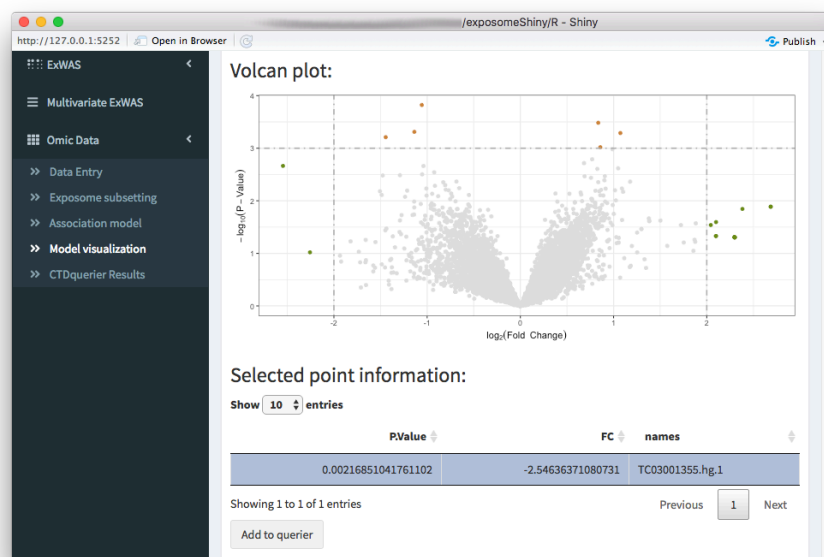 /exposomeShiny/R - Shiny
http://127.0.0.1:5252 Open in Browser Publish
ExWAS
Multivariate ExWAS
Omic Data
Data Entry
Exposome subsetting
Association model
Model visualization
CTDquerier Results
Volcan plot:
4
3
2
1
0
−log10(P − Value)
-2 -1 0 1 2
log2(Fold Change)
Selected point information:
Show 10 entries
P.Value FC names
0.00216851041761102 -2.54636371080731 TC03001355.hg.1
Showing 1 to 1 of 1 entries Previous 1 Next
Add to querier